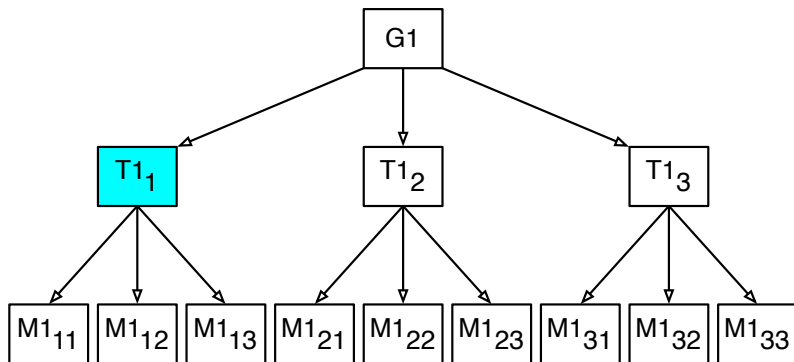 G1
T1₁
T1₂
T1₃
M1₁₁
M1₁₂
M1₁₃
M1₂₁
M1₂₂
M1₂₃
M1₃₁
M1₃₂
M1₃₃